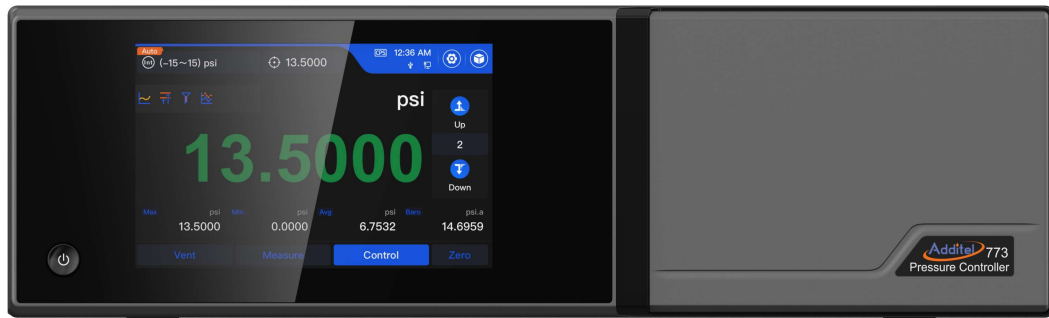 Auto
Int (-15~15) psi
13.5000
CPS 12:36 AM
psi
13.5000
Up
2
Down
Max psi
13.5000
Min psi
0.0000
Avg psi
6.7532
Baro psi.a
14.6959
Vent
Measure
Control
Zero
Additel 773
Pressure Controller